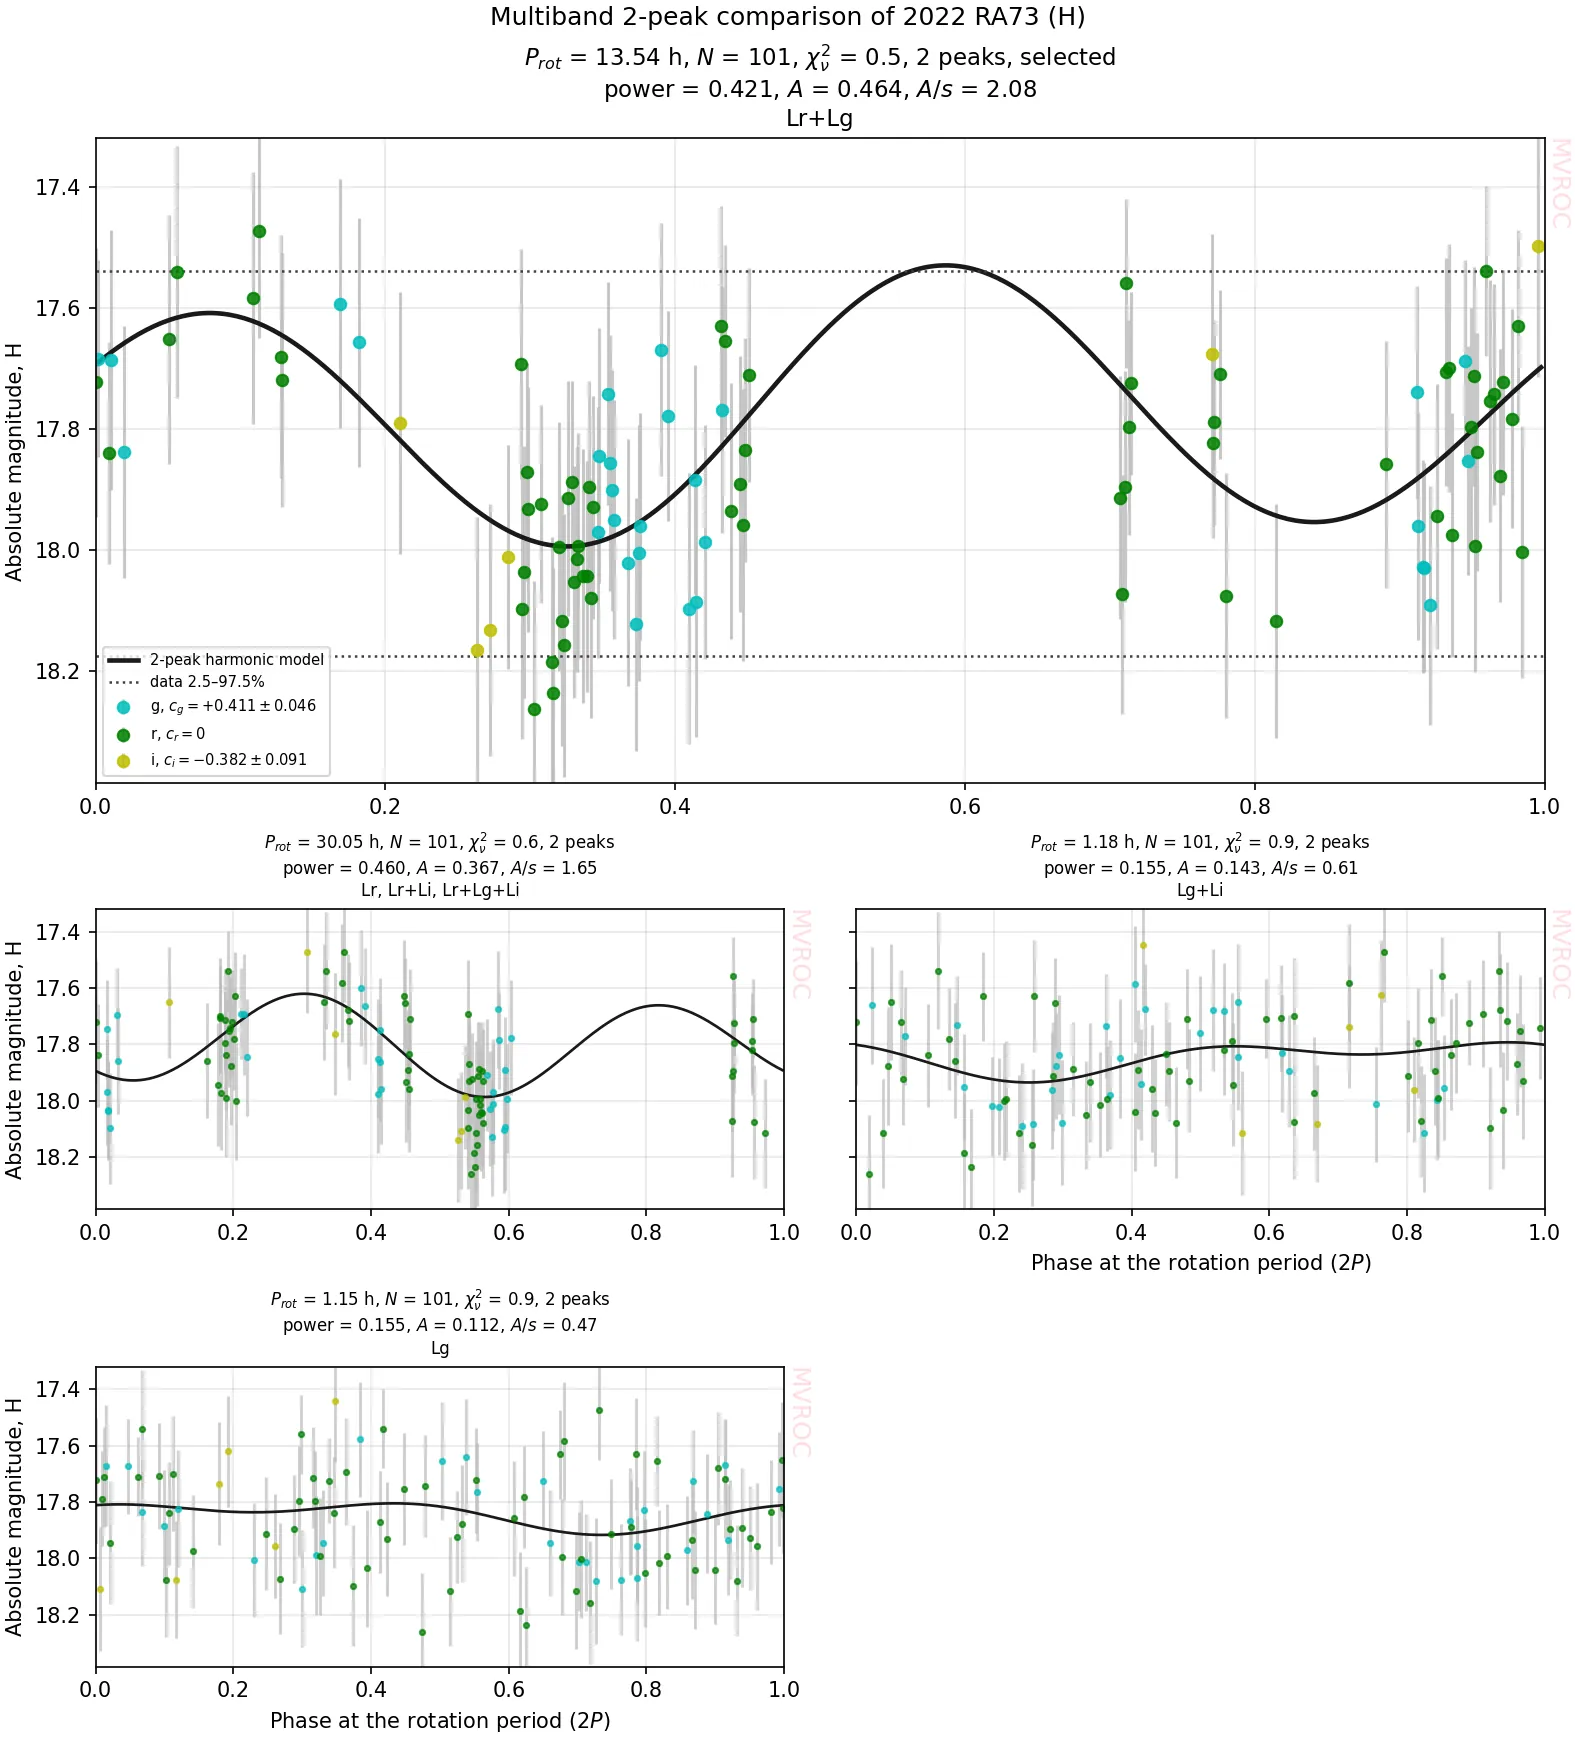 Multiband 2-peak comparison of 2022 RA73 (H)
P_rot = 13.54 h, N = 101, χ²_ν = 0.5, 2 peaks, selected
power = 0.421, A = 0.464, A/s = 2.08
Lr+Lg
MVROC
Absolute magnitude, H
17.4
17.6
17.8
18.0
18.2
2-peak harmonic model
data 2.5–97.5%
g, c_g = +0.411 ± 0.046
r, c_r = 0
i, c_i = −0.382 ± 0.091
0.0 0.2 0.4 0.6 0.8 1.0
P_rot = 30.05 h, N = 101, χ²_ν = 0.6, 2 peaks
power = 0.460, A = 0.367, A/s = 1.65
Lr, Lr+Li, Lr+Lg+Li
MVROC
Absolute magnitude, H
17.4
17.6
17.8
18.0
18.2
0.0 0.2 0.4 0.6 0.8 1.0
P_rot = 1.18 h, N = 101, χ²_ν = 0.9, 2 peaks
power = 0.155, A = 0.143, A/s = 0.61
Lg+Li
MVROC
0.0 0.2 0.4 0.6 0.8 1.0
Phase at the rotation period (2P)
P_rot = 1.15 h, N = 101, χ²_ν = 0.9, 2 peaks
power = 0.155, A = 0.112, A/s = 0.47
Lg
MVROC
Absolute magnitude, H
17.4
17.6
17.8
18.0
18.2
0.0 0.2 0.4 0.6 0.8 1.0
Phase at the rotation period (2P)